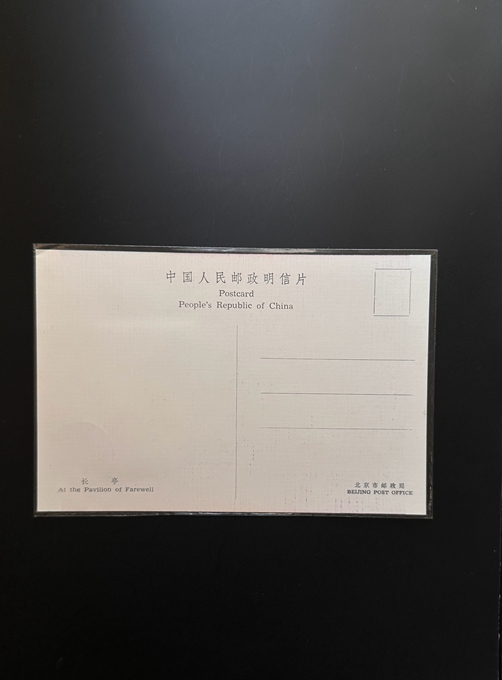 中国人民邮政明信片
Postcard
People's Republic of China
长亭
At the Pavilion of Farewell
北京市邮政局
BEIJING POST OFFICE